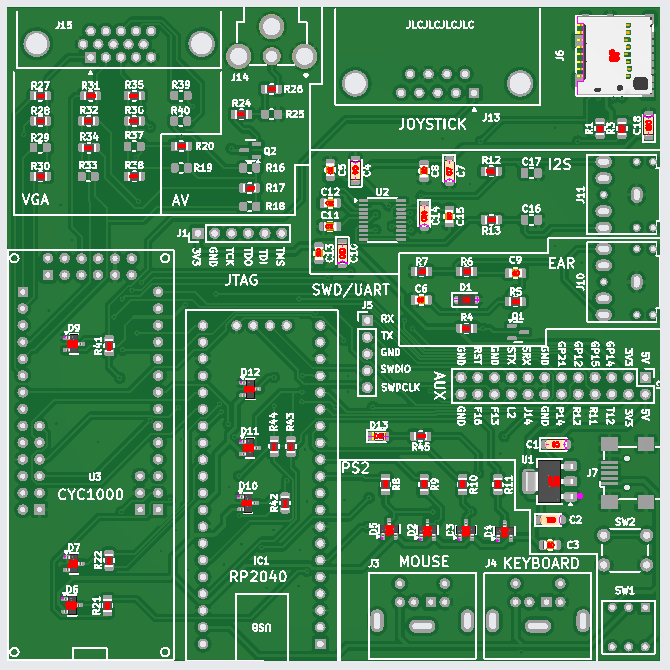 J15
JLCJLCJLCJLC
J6
J14
R27
R31
R35
R39
R26
J13
R28
R32
R36
R40
R24
R25
JOYSTICK
R1
R3
C18
R29
R34
R37
R20
Q2
R30
R33
R38
R19
R16
C5
C4
C8
C7
R12
C17
I2S
J11
R17
VGA
AV
R18
C12
U2
C14
C15
C16
C11
R13
J1
3V3
GND
TCK
TDO
TDI
TMS
C13
C10
JTAG
SWD/UART
R7
R6
C9
EAR
J10
C6
D1
R5
J5
RX
R4
Q1
TX
GND
SWDIO
SWDCLK
D9
R41
GND
RST
GND
STX
SRX
GND
GP21
GP12
GP15
GP14
3V3
5V
AUX
D12
GND
F16
F15
L2
J14
GND
P14
R12
R11
T12
3V3
5V
D11
R44
R43
D13
R45
C1
PS2
U1
J7
U3
CYC1000
D10
R42
R8
R9
R10
R11
C2
D5
D2
D3
D4
SW2
C3
D7
R22
IC1
RP2040
J3
MOUSE
J4
KEYBOARD
D6
R21
USB
SW1